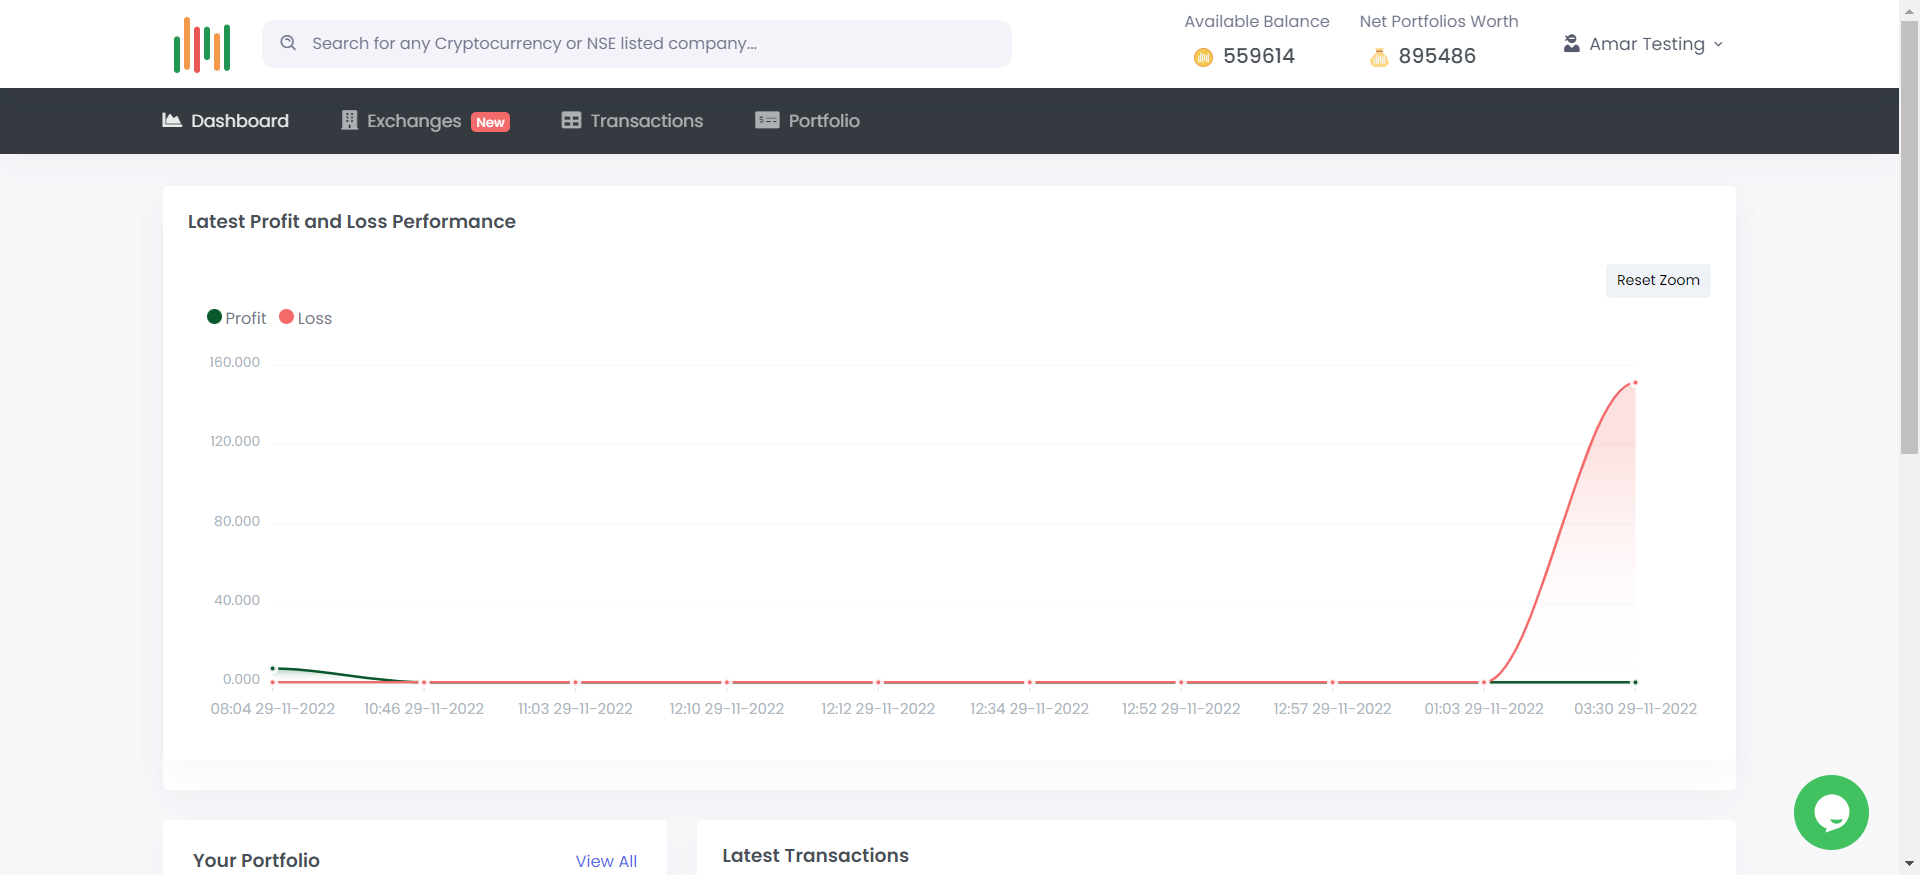 Search for any Cryptocurrency or NSE listed company...
Available Balance
559614
Net Portfolios Worth
895486
Amar Testing
Dashboard
Exchanges New
Transactions
Portfolio
Latest Profit and Loss Performance
Reset Zoom
Profit
Loss
160.000
120.000
80.000
40.000
0.000
08:04 29-11-2022
10:46 29-11-2022
11:03 29-11-2022
12:10 29-11-2022
12:12 29-11-2022
12:34 29-11-2022
12:52 29-11-2022
12:57 29-11-2022
01:03 29-11-2022
03:30 29-11-2022
Your Portfolio
View All
Latest Transactions